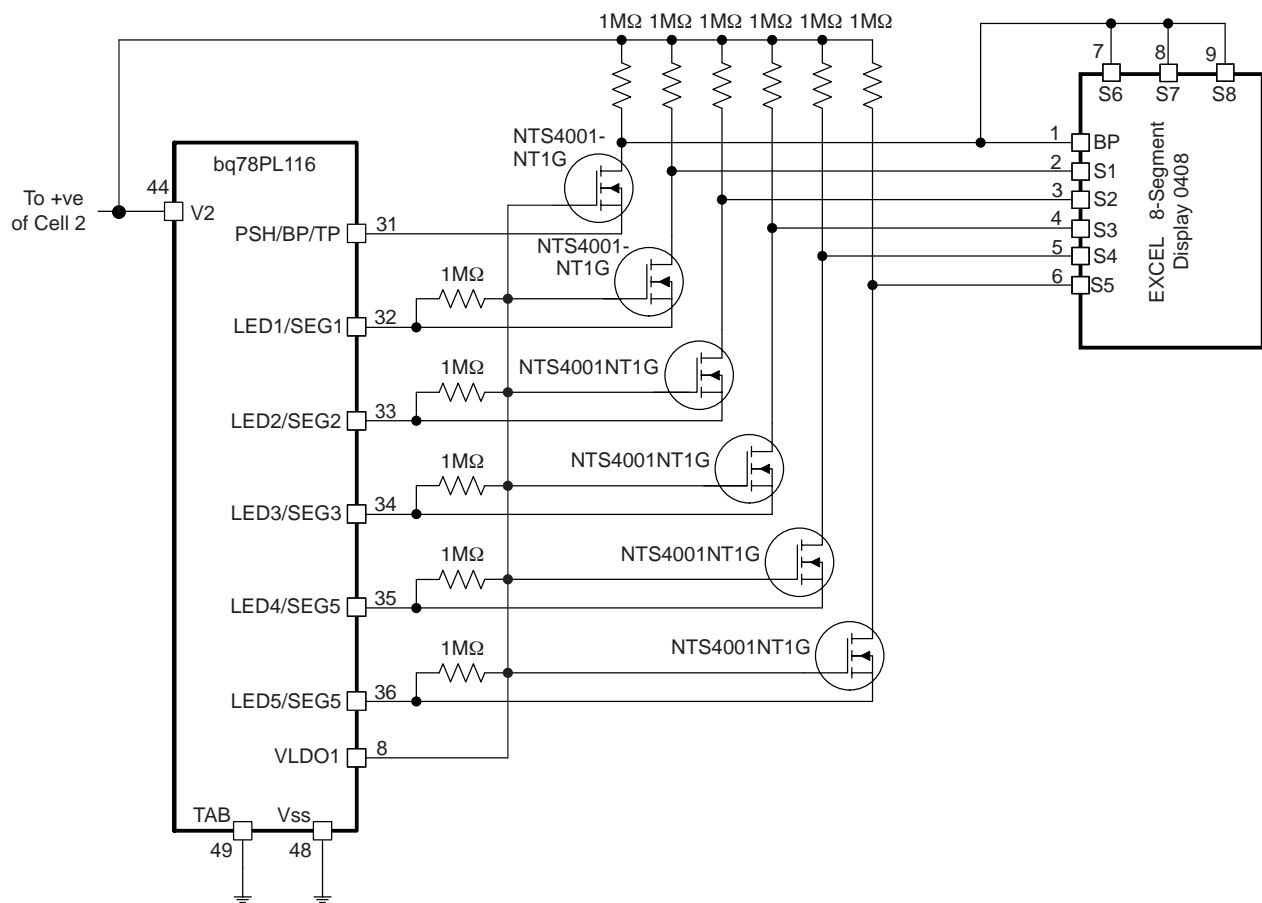 1MΩ 1MΩ 1MΩ 1MΩ 1MΩ 1MΩ
7 8 9
S6 S7 S8
NTS4001-
NT1G
1 BP
2 S1
3 S2
4 S3
5 S4
6 S5
EXCEL 8-Segment
Display 0408
bq78PL116
To +ve
of Cell 2
44
V2
PSH/BP/TP 31
NTS4001-
NT1G
1MΩ
LED1/SEG1 32
1MΩ
NTS4001NT1G
LED2/SEG2 33
1MΩ
NTS4001NT1G
LED3/SEG3 34
1MΩ
NTS4001NT1G
LED4/SEG5 35
1MΩ
NTS4001NT1G
LED5/SEG5 36
VLDO1 8
TAB Vss
49 48